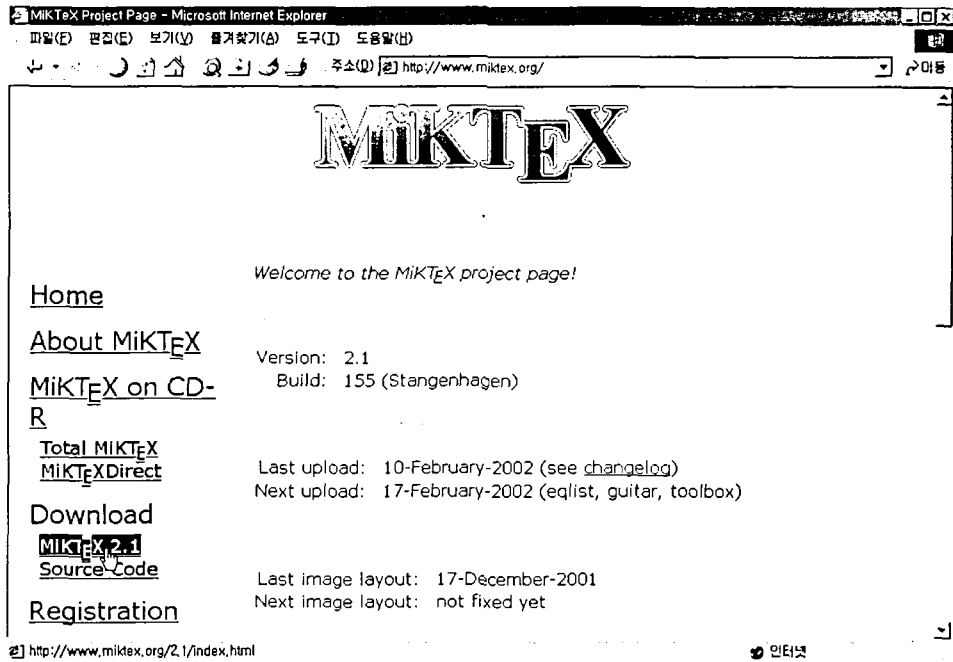 MiKTeX Project Page - Microsoft Internet Explorer
파일(F) 편집(E) 보기(V) 즐겨찾기(A) 도구(T) 도움말(H)
주소(D) http://www.miktex.org/ 이동
MiKTEX
Welcome to the MiKTEX project page!
Home
About MiKTEX
Version: 2.1
Build: 155 (Stangenhagen)
MiKTEX on CD-
R
Total MiKTEX
MiKTEXDirect
Last upload: 10-February-2002 (see changelog)
Next upload: 17-February-2002 (eqlist, guitar, toolbox)
Download
MiKTEX 2.1
Source Code
Last image layout: 17-December-2001
Next image layout: not fixed yet
Registration
http://www.miktex.org/2.1/index.html
인터넷